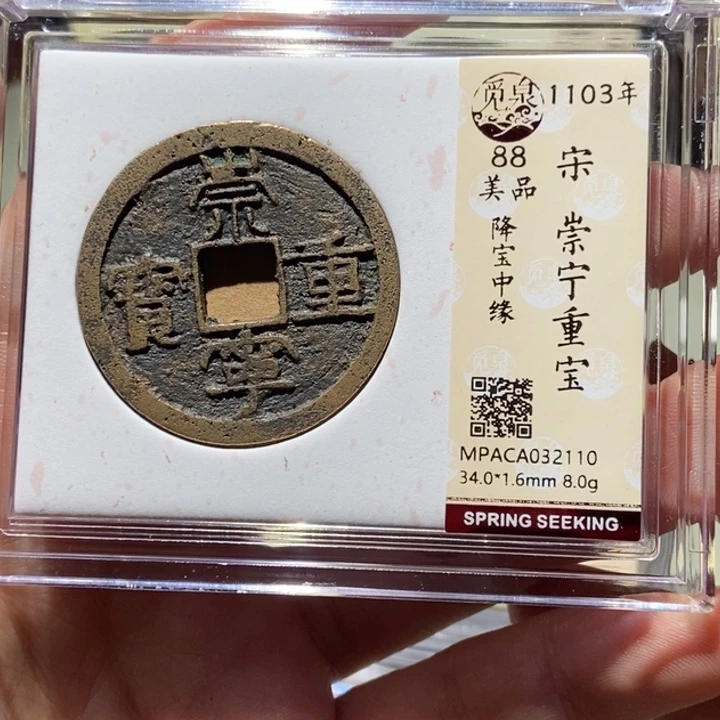 崇
重
寧
寶
觅泉
1103年
88
美品
降宝中缘
宋 崇宁重宝
MPACA032110
34.0*1.6mm 8.0g
SPRING SEEKING